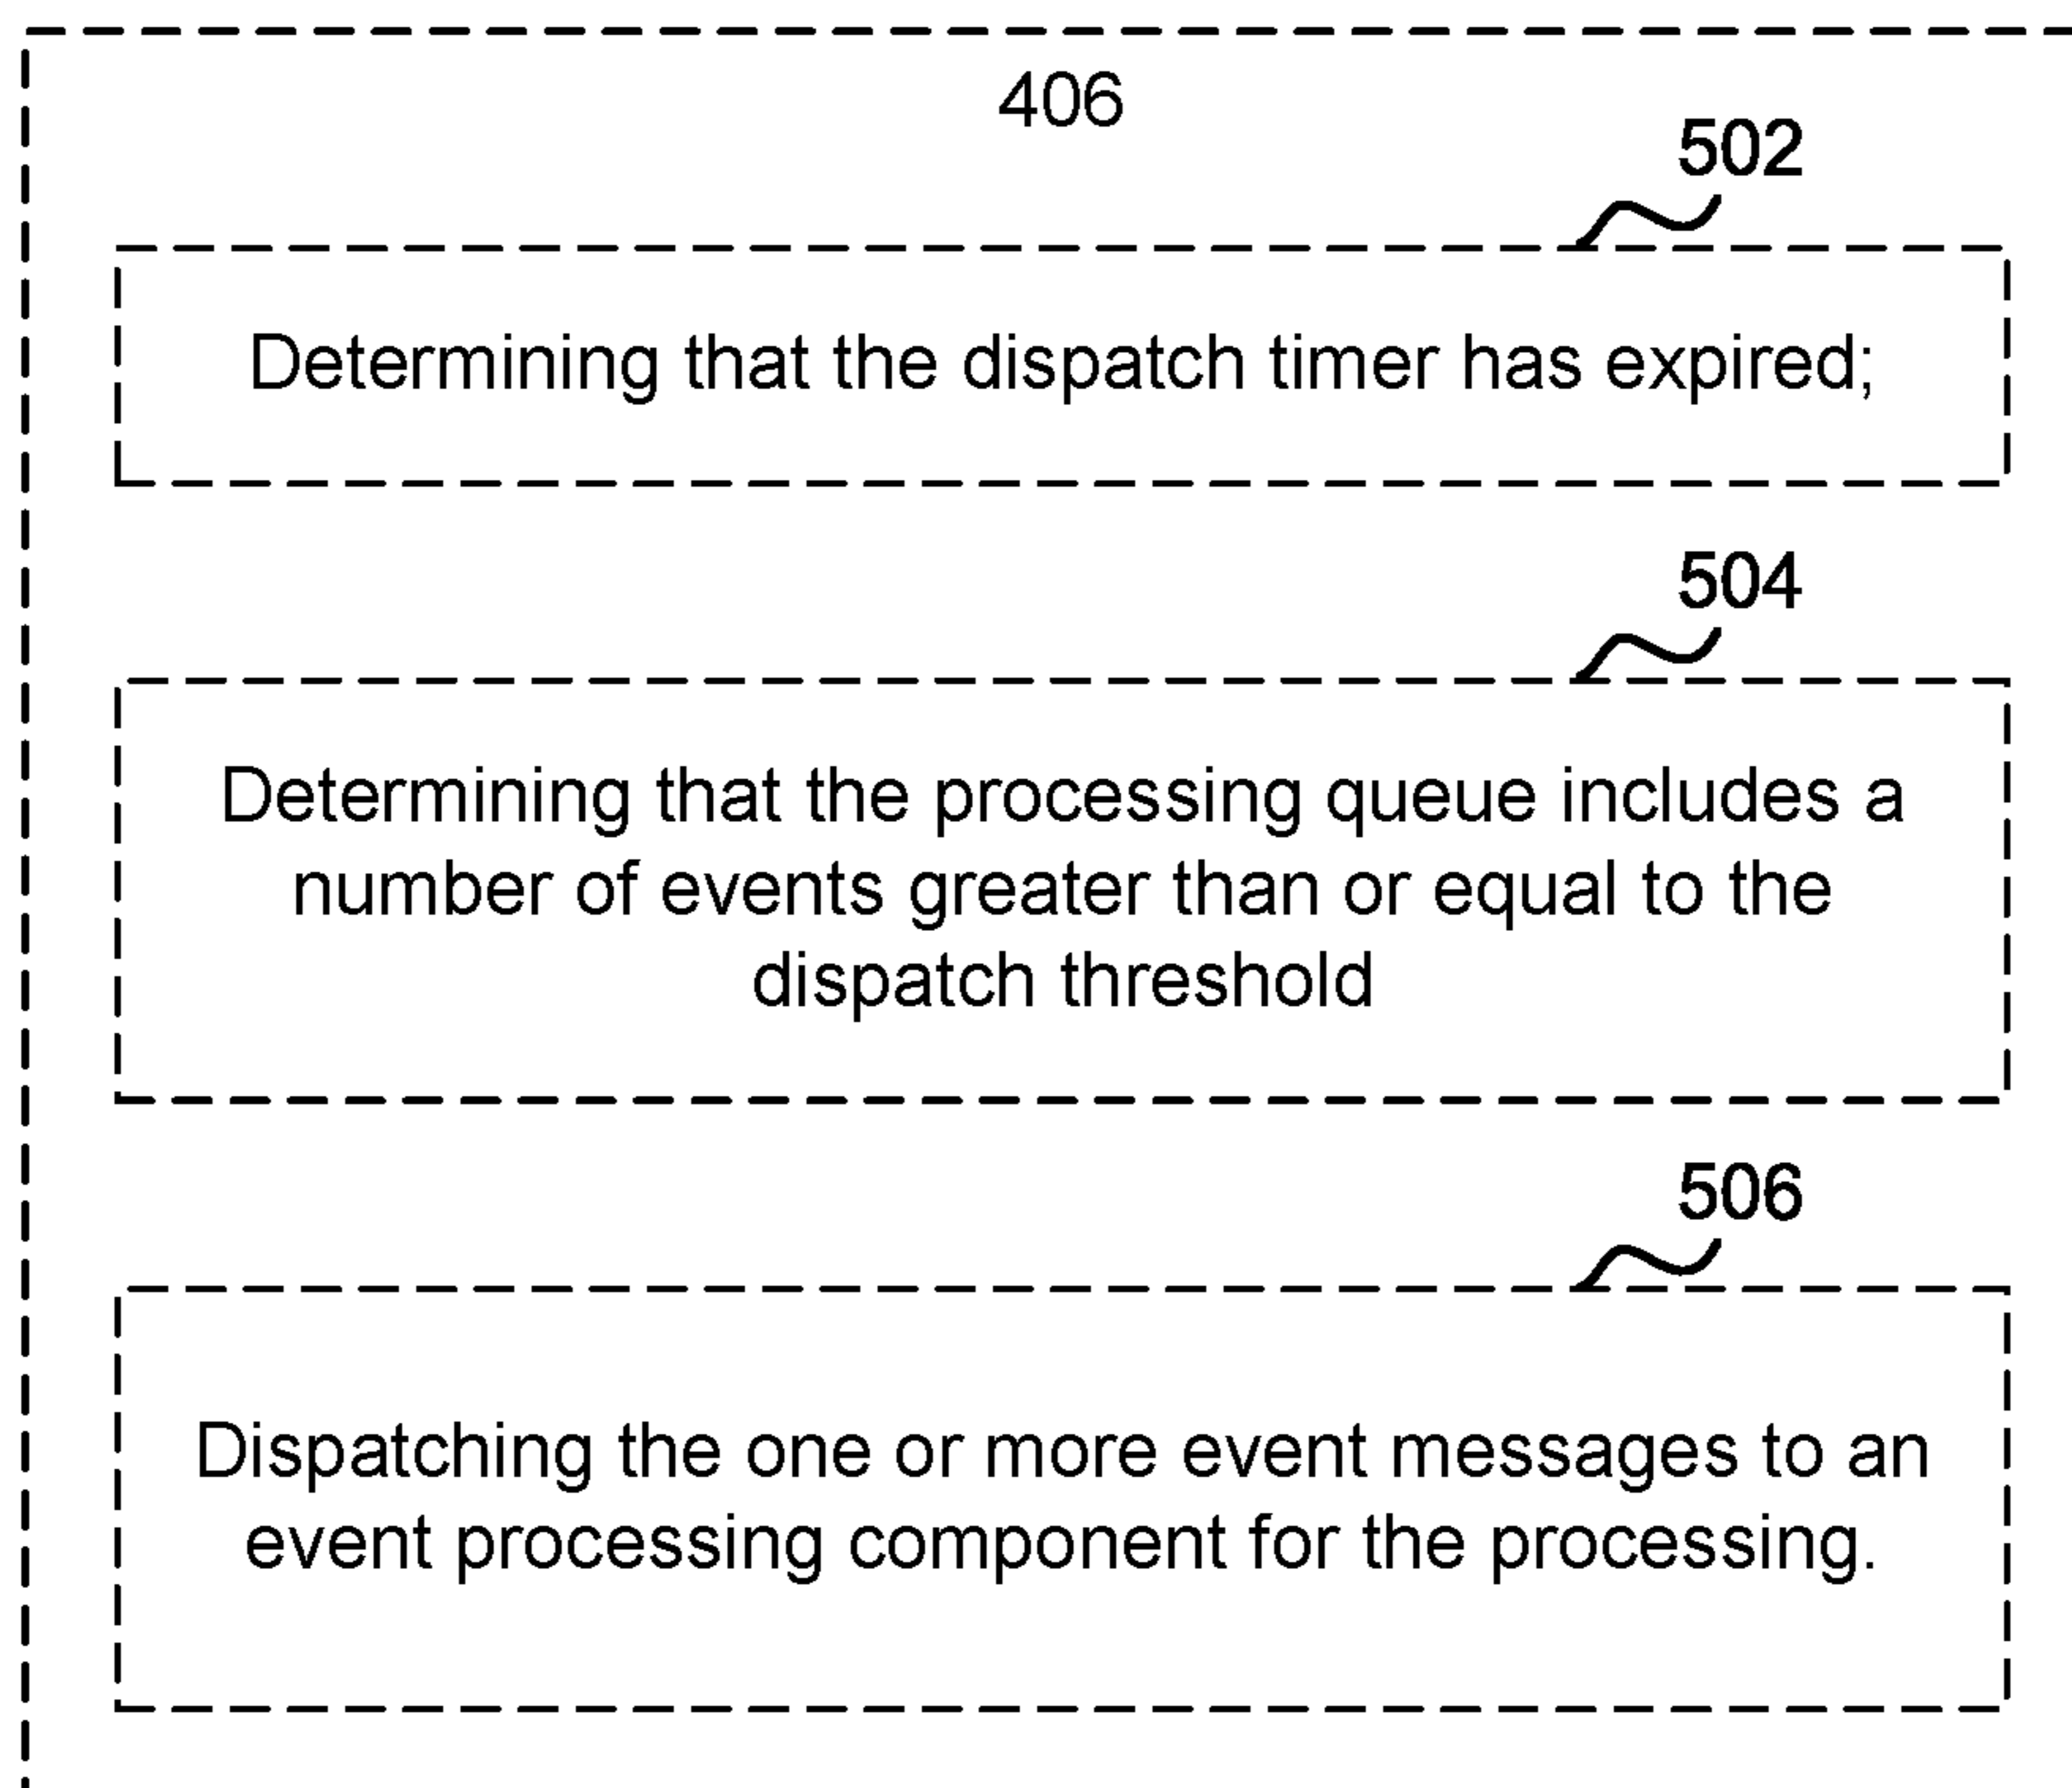 406
502
Determining that the dispatch timer has expired;
504
Determining that the processing queue includes a
number of events greater than or equal to the
dispatch threshold
506
Dispatching the one or more event messages to an
event processing component for the processing.